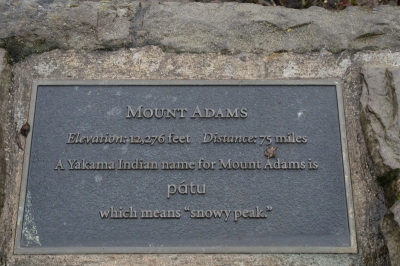 MOUNT ADAMS
Elevation: 12,276 feet Distance: 75 miles
A Yakama Indian name for Mount Adams is
pátu
which means “snowy peak.”